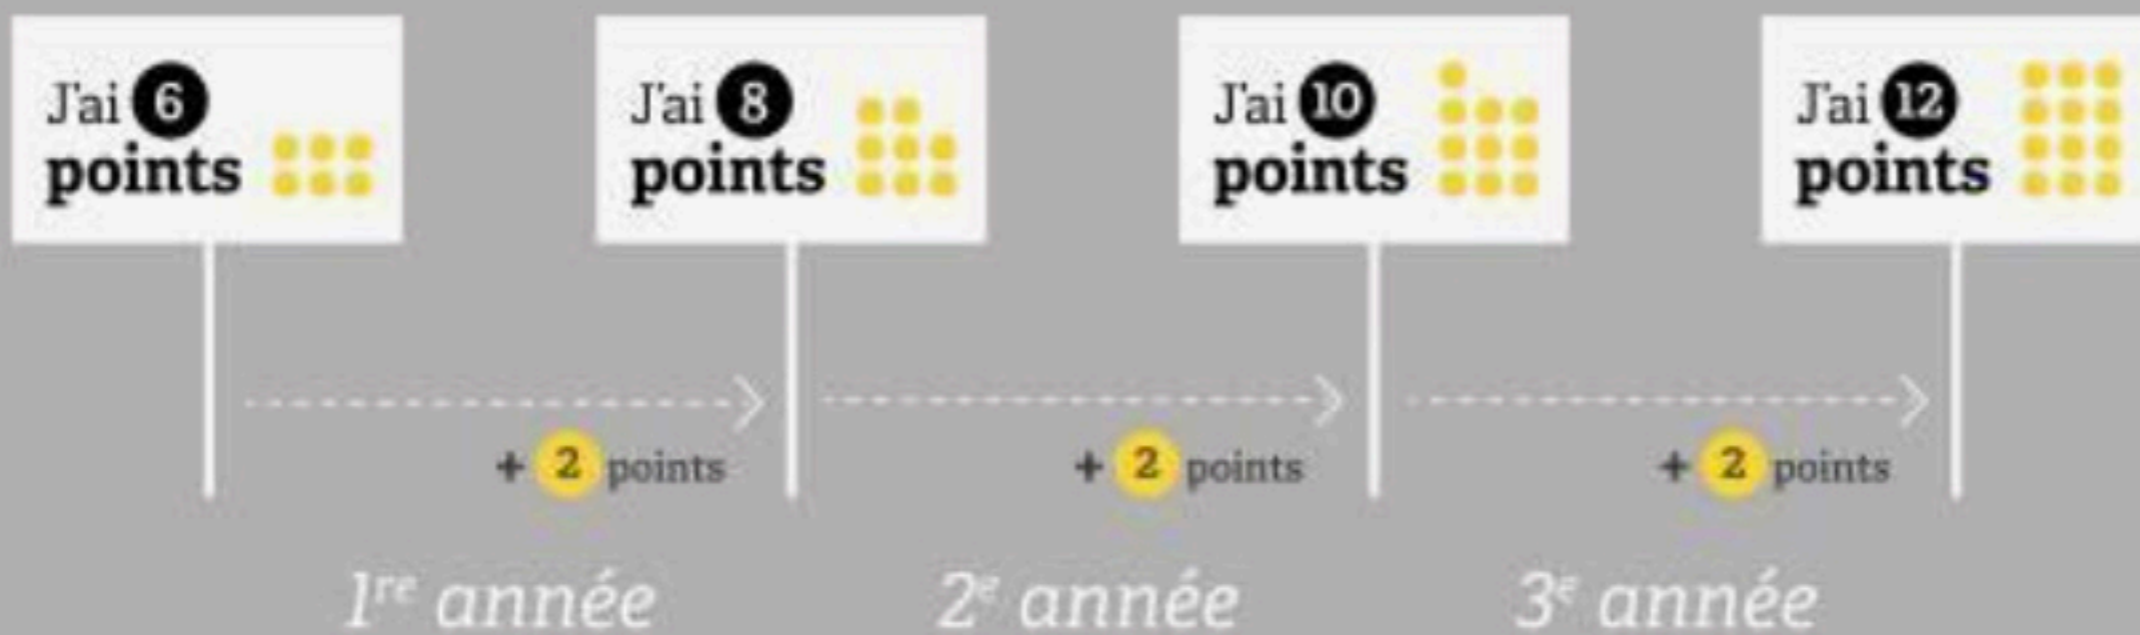 J'ai 6
points
J'ai 8
points
J'ai 10
points
J'ai 12
points
+ 2 points
+ 2 points
+ 2 points
1re année
2e année
3e année